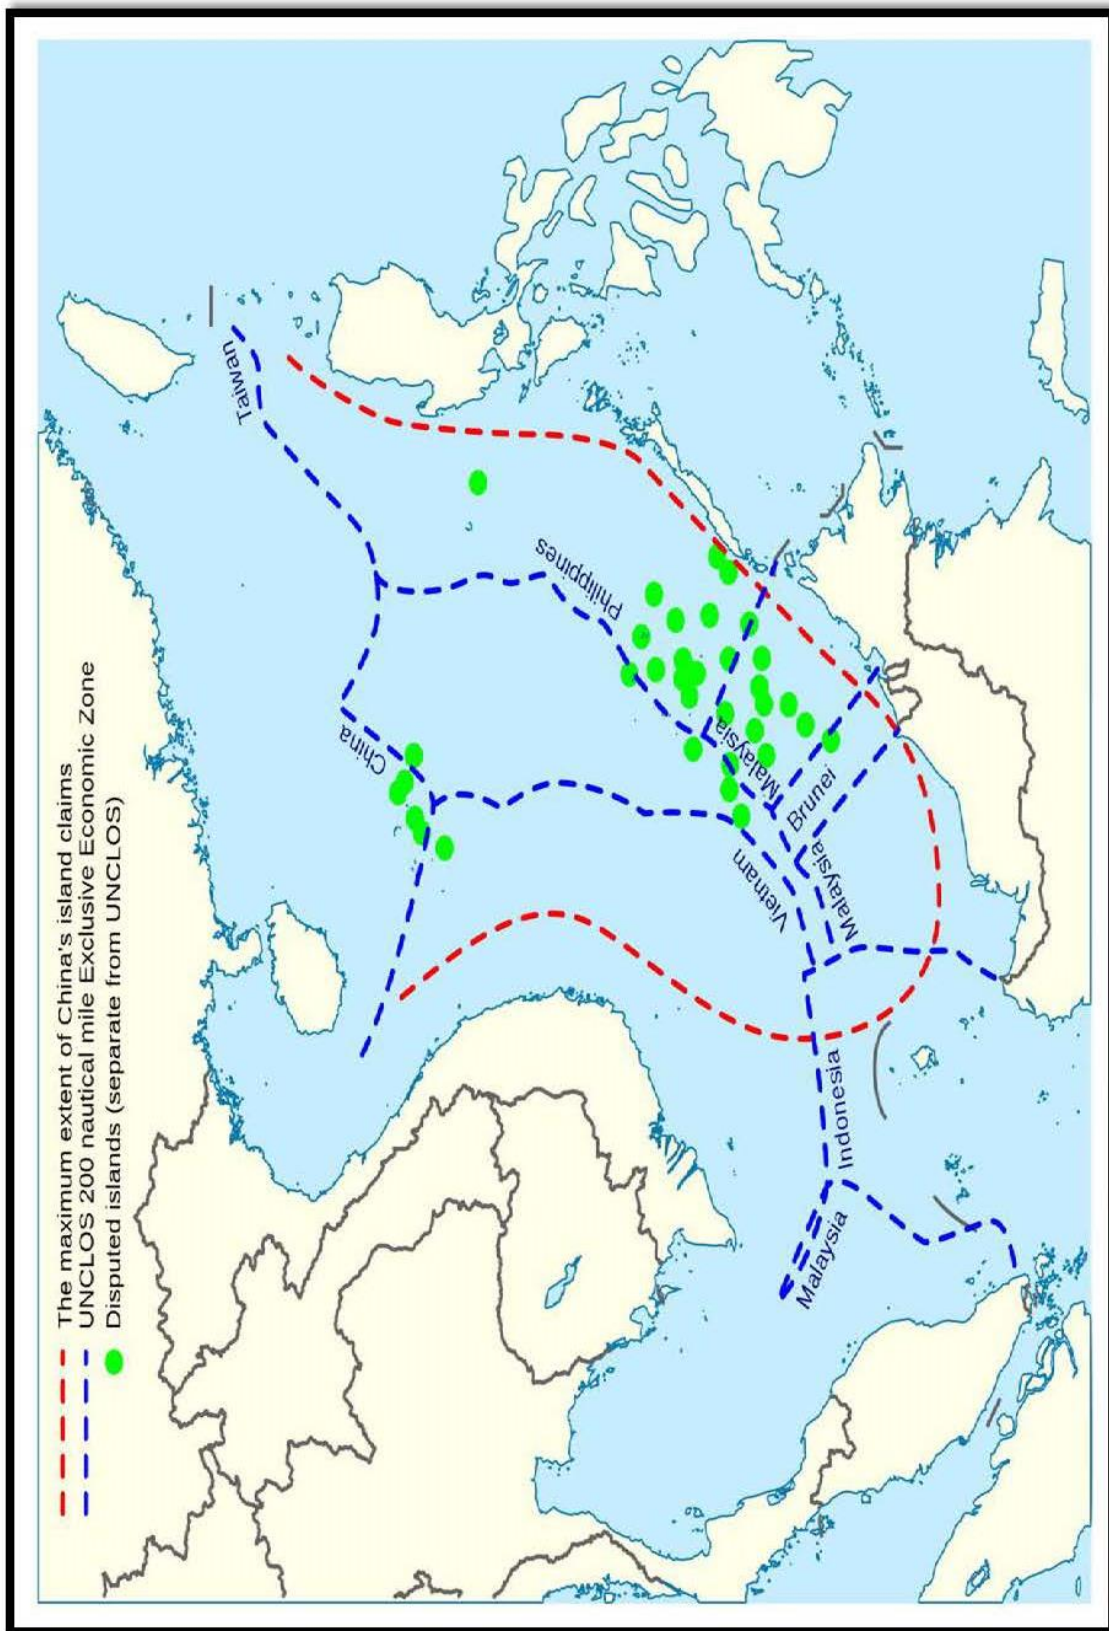 The maximum extent of China's island claims
UNCLOS 200 nautical mile Exclusive Economic Zone
Disputed islands (separate from UNCLOS)
Taiwan
China
Philippines
Vietnam
Malaysia
Brunei
Malaysia
Indonesia
Malaysia